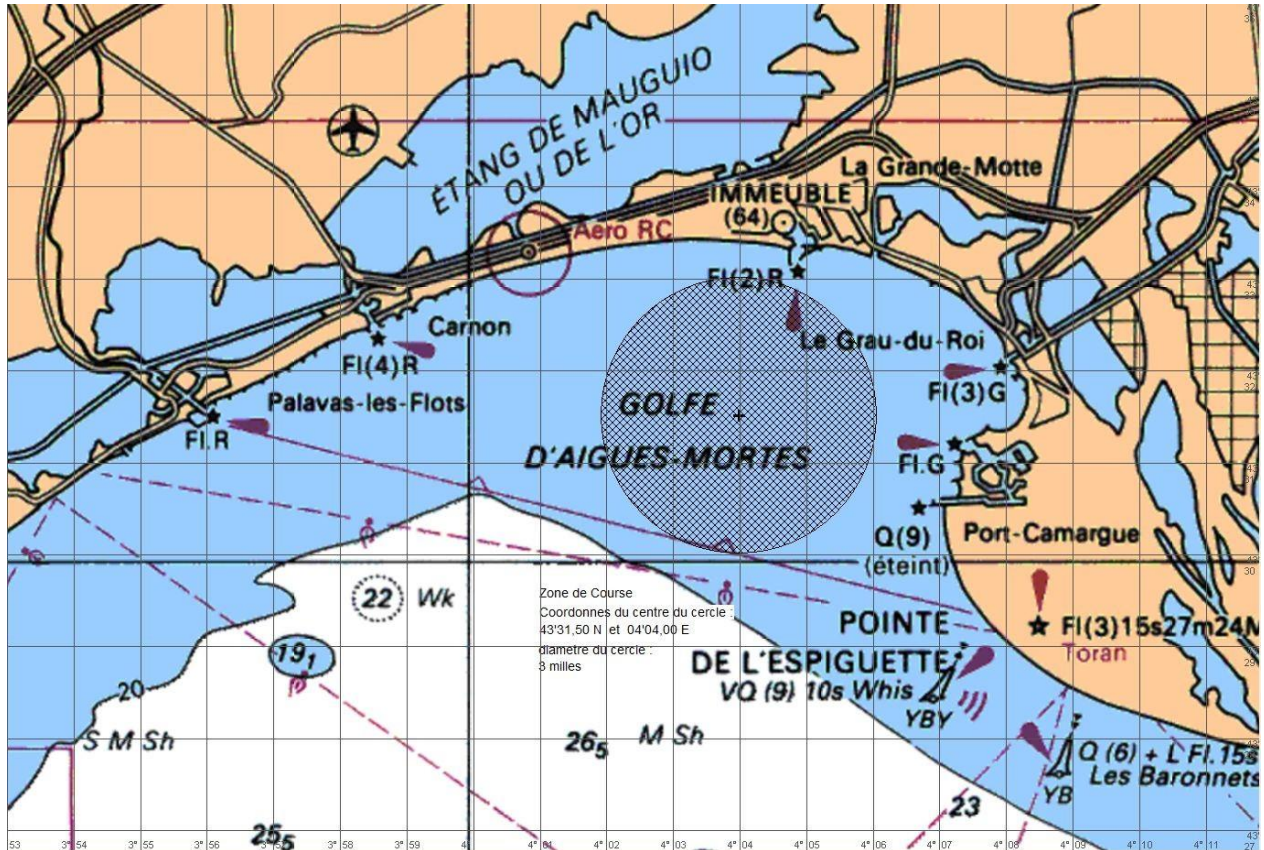 ÉTANG DE MAUGUIO
OU DE L'OR
La Grande-Motte
IMMEUBLE
(64)
Aero RC
Fl(2)R
Carnon
Fl(4)R
Le Grau-du-Roi
Fl(3)G
Palavas-les-Flots
Fl.R
GOLFE
D'AIGUES-MORTES
Fl.G
Port-Camargue
Q(9)
(éteint)
22 Wk
Zone de Course
Coordonnes du centre du cercle :
43'31,50 N et 04'04,00 E
diametre du cercle :
3 milles
POINTE
DE L'ESPIGUETTE
Fl(3)15s27m24M
Toran
VQ (9) 10s Whis
YBY
19₁
20
S M Sh
26₅ M Sh
Q (6) + L Fl.15s
Les Baronnets
YB
23
25₅
53 3° 54 3° 55 3° 56 3° 58 3° 59 4° 4° 01 4° 02 4° 03 4° 04 4° 05 4° 06 4° 07 4° 08 4° 09 4° 10 4° 11